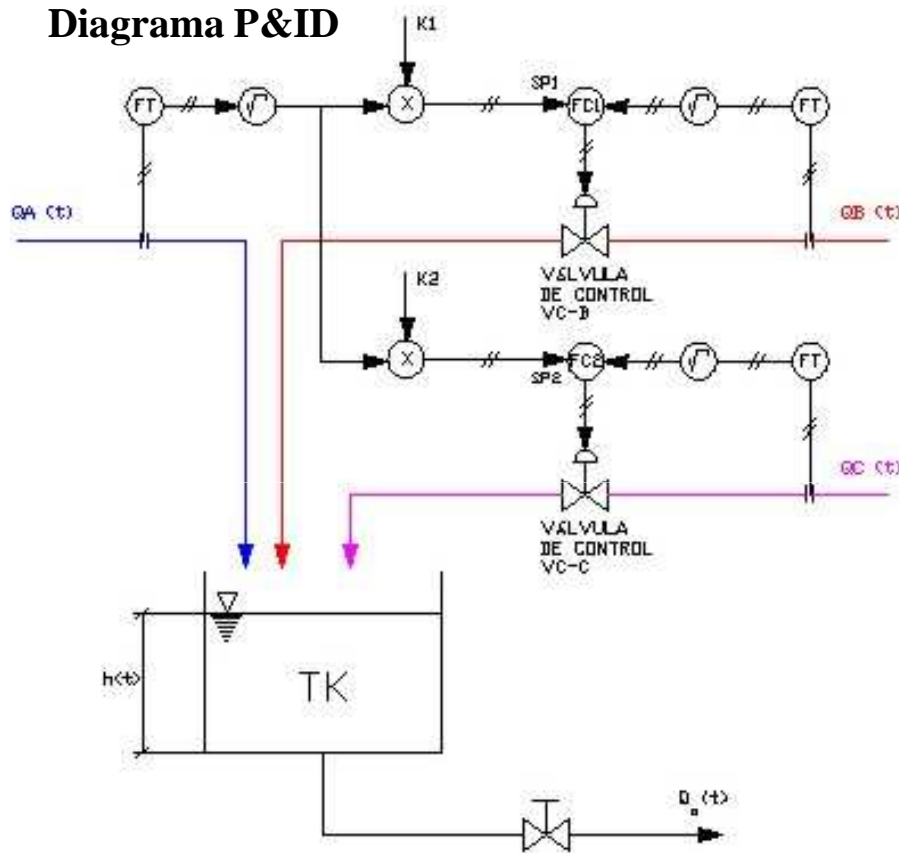 Diagrama P&ID
K1
SP1
FT
√
X
FC1
√
FT
QA (t)
QB (t)
K2
VALVULA
DE CONTROL
VC-B
X
SP2
FC2
√
FT
QC (t)
VALVULA
DE CONTROL
VC-C
h(t)
TK
Q_o(t)